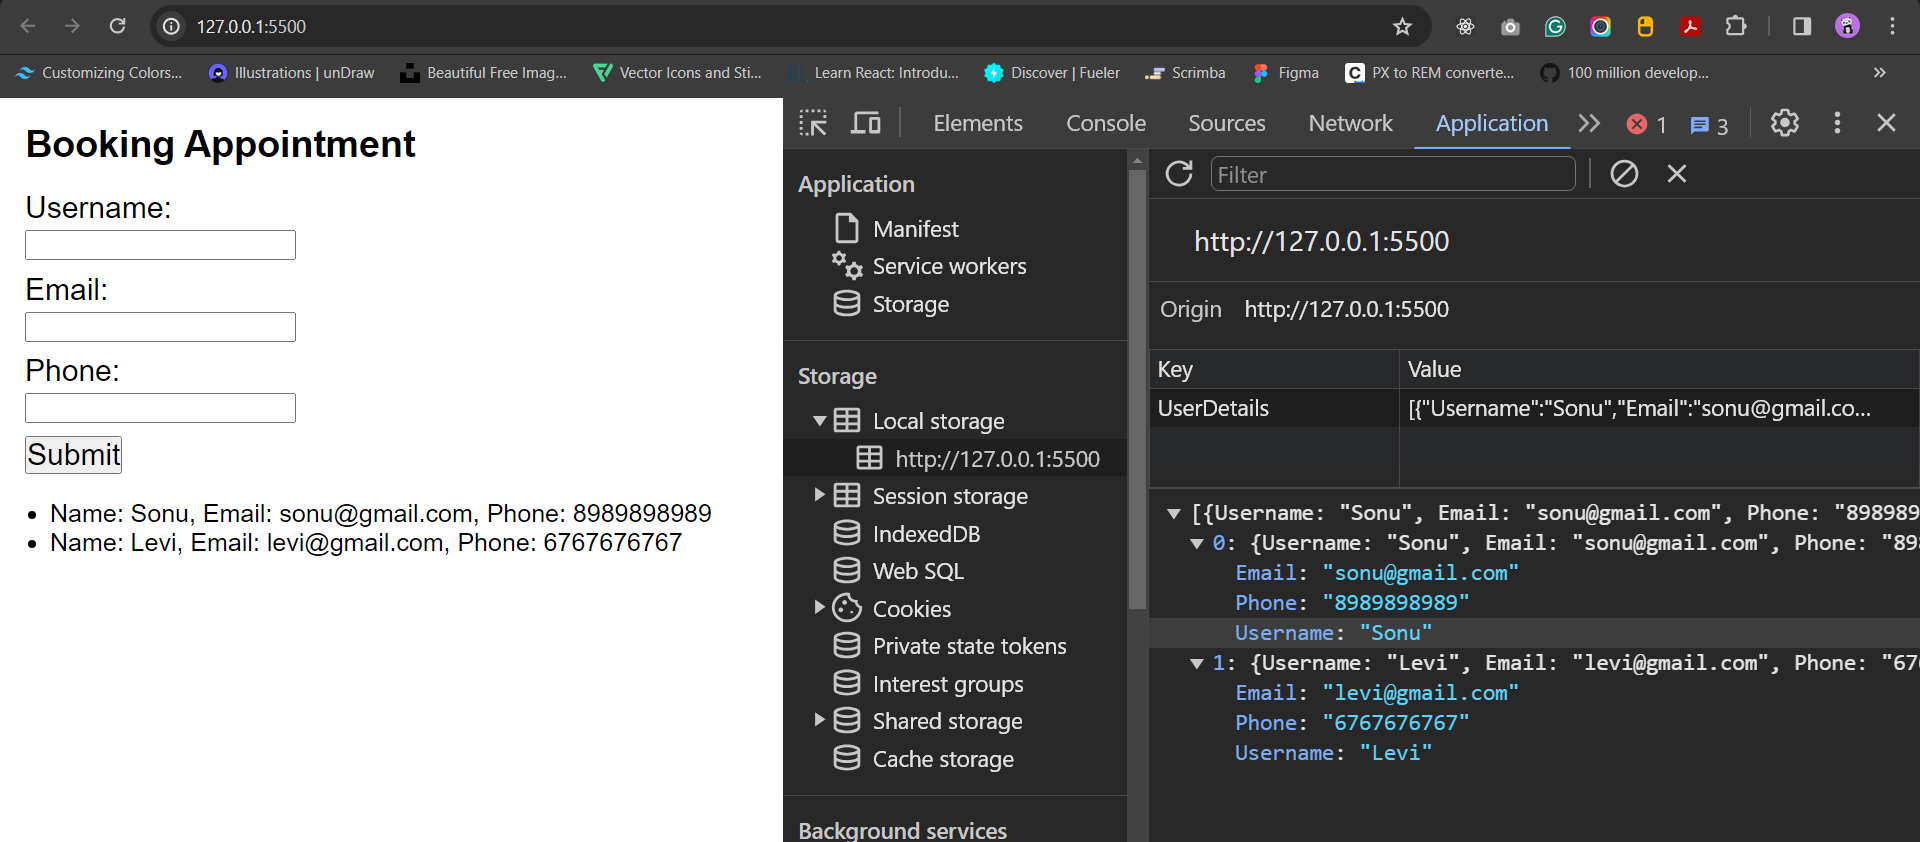 127.0.0.1:5500
Customizing Colors... Illustrations | unDraw Beautiful Free Imag... Vector Icons and Sti... Learn React: Introdu... Discover | Fueler Scrimba Figma PX to REM converte... 100 million develop...
Booking Appointment
Username:
Email:
Phone:
Submit
Name: Sonu, Email: sonu@gmail.com, Phone: 8989898989
Name: Levi, Email: levi@gmail.com, Phone: 6767676767
Elements Console Sources Network Application 1 3
Application
Manifest
Service workers
Storage
Storage
Local storage
http://127.0.0.1:5500
Session storage
IndexedDB
Web SQL
Cookies
Private state tokens
Interest groups
Shared storage
Cache storage
Background services
Filter
http://127.0.0.1:5500
Origin http://127.0.0.1:5500
Key Value
UserDetails [{"Username":"Sonu","Email":"sonu@gmail.co...
[{Username: "Sonu", Email: "sonu@gmail.com", Phone: "898989
0: {Username: "Sonu", Email: "sonu@gmail.com", Phone: "89
Email: "sonu@gmail.com"
Phone: "8989898989"
Username: "Sonu"
1: {Username: "Levi", Email: "levi@gmail.com", Phone: "67
Email: "levi@gmail.com"
Phone: "6767676767"
Username: "Levi"